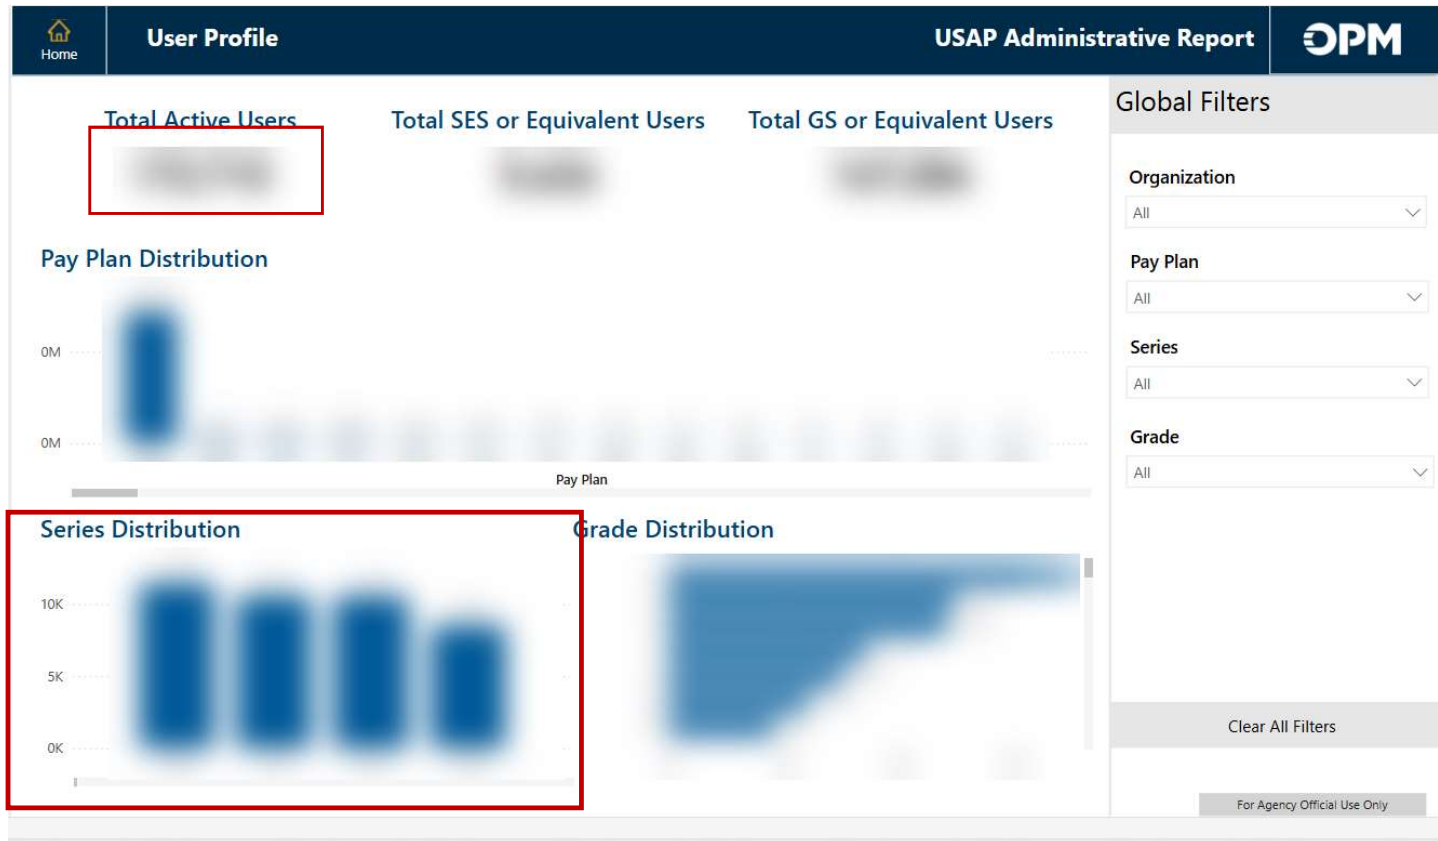 Home
User Profile
USAP Administrative Report
OPM
Total Active Users
Total SES or Equivalent Users
Total GS or Equivalent Users
Pay Plan Distribution
0M
0M
Pay Plan
Series Distribution
10K
5K
0K
Grade Distribution
Global Filters
Organization
All
Pay Plan
All
Series
All
Grade
All
Clear All Filters
For Agency Official Use Only